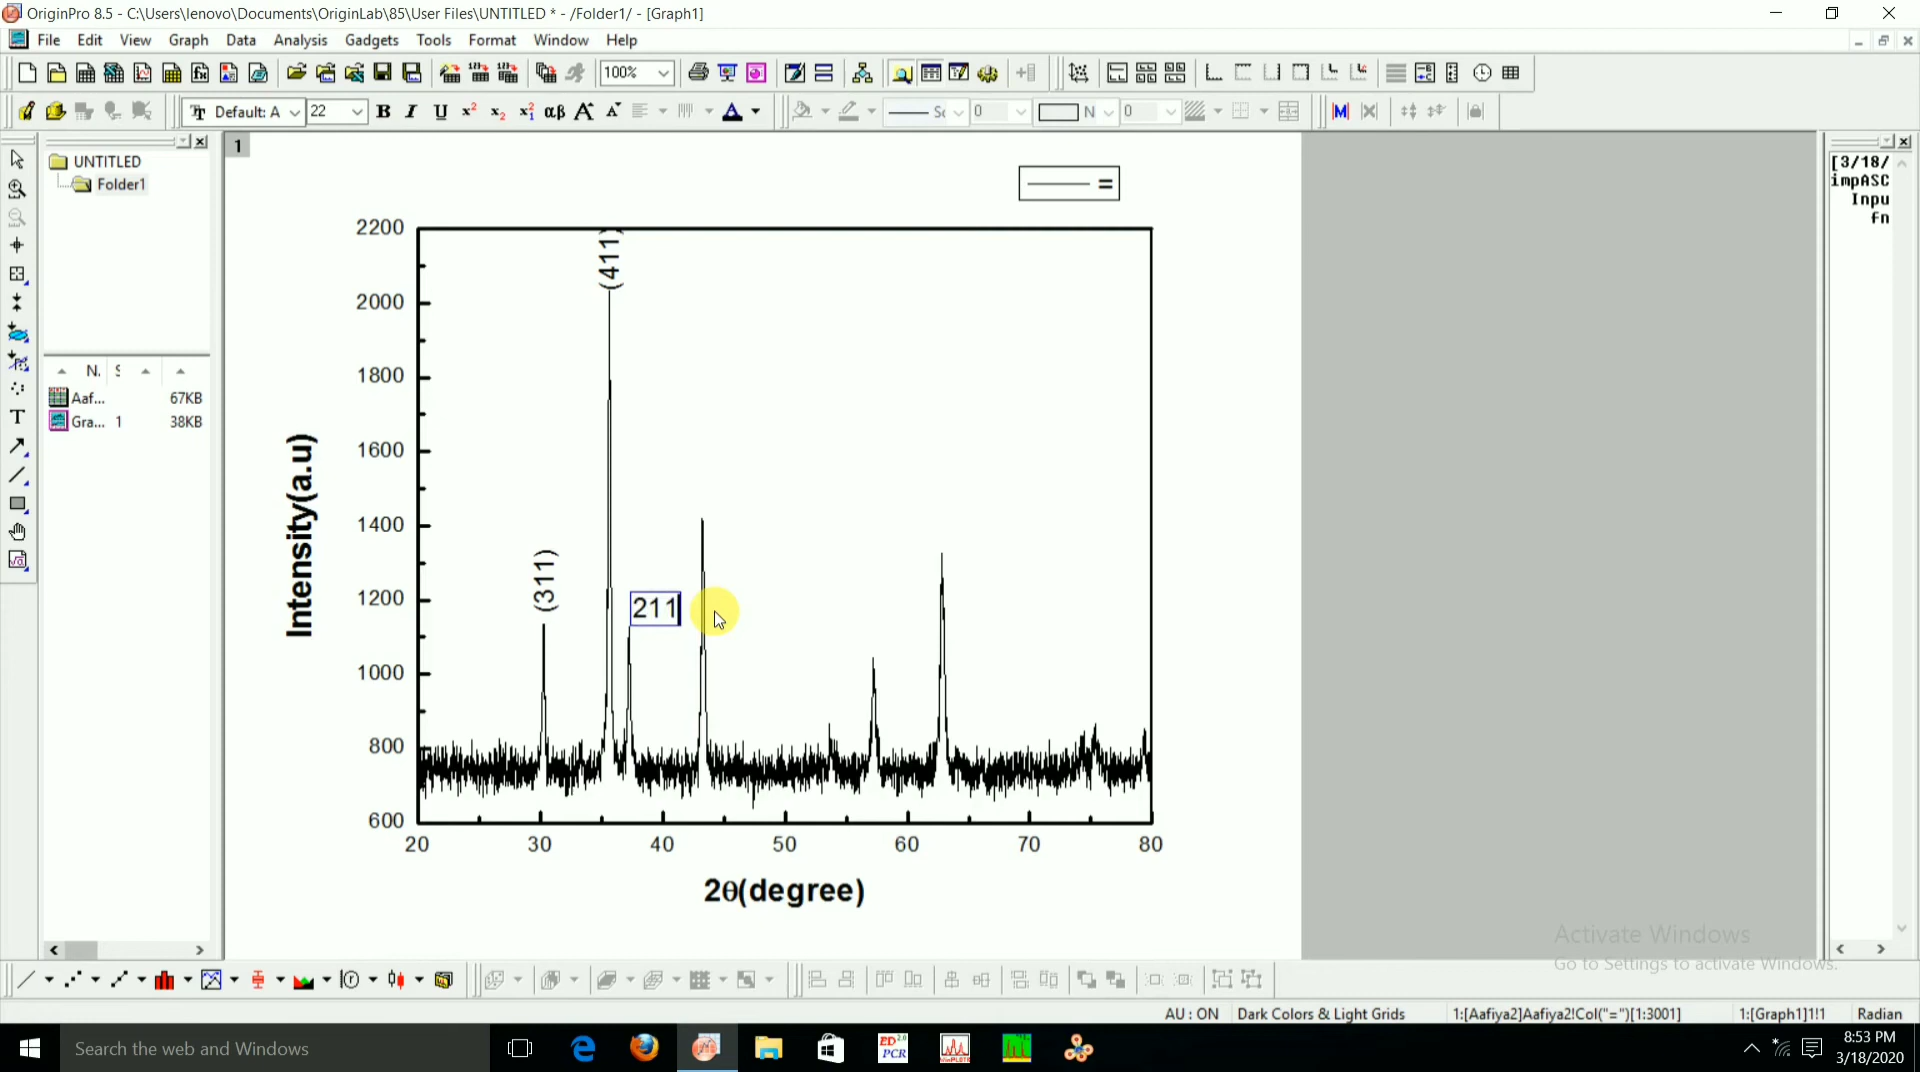 OriginPro 8.5 - C:\Users\lenovo\Documents\OriginLab\85\User Files\UNTITLED * - /Folder1/ - [Graph1]
File Edit View Graph Data Analysis Gadgets Tools Format Window Help
100%
Default: A 22 B I U αβ A A A 0 N 0
UNTITLED
Folder1
N. S
Aaf... 67KB
Gra... 1 38KB
1
=
2200
2000
1800
1600
1400
1200
1000
800
600
Intensity(a.u)
(411)
(311)
211
20 30 40 50 60 70 80
2θ(degree)
[3/18/
impASC
Inpu
fn
Activate Windows
Go to Settings to activate Windows.
AU : ON Dark Colors & Light Grids 1:[Aafiya2]Aafiya2!Col("=")[1:3001] 1:[Graph1]1!1 Radian
Search the web and Windows
8:53 PM
3/18/2020